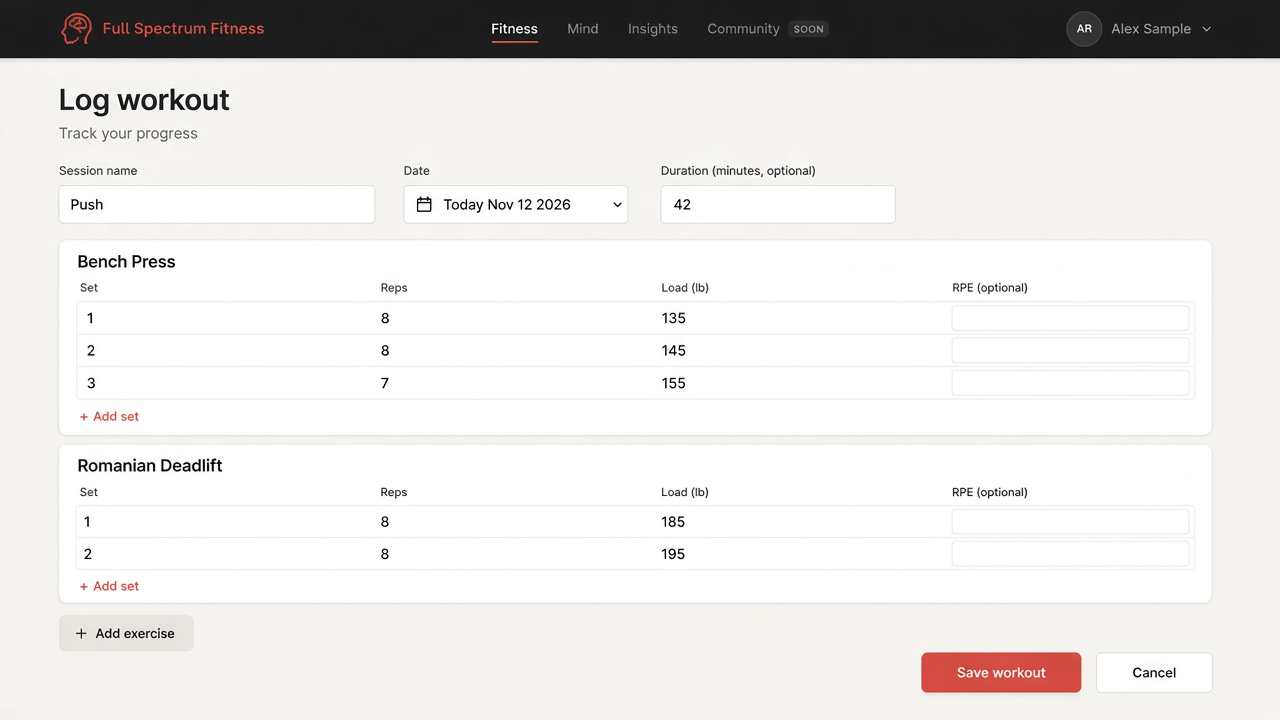 Full Spectrum Fitness Fitness Mind Insights Community SOON AR Alex Sample
Log workout
Track your progress
Session name Date Duration (minutes, optional)
Push Today Nov 12 2026 42
Bench Press
Set Reps Load (lb) RPE (optional)
1 8 135
2 8 145
3 7 155
+ Add set
Romanian Deadlift
Set Reps Load (lb) RPE (optional)
1 8 185
2 8 195
+ Add set
+ Add exercise
Save workout Cancel